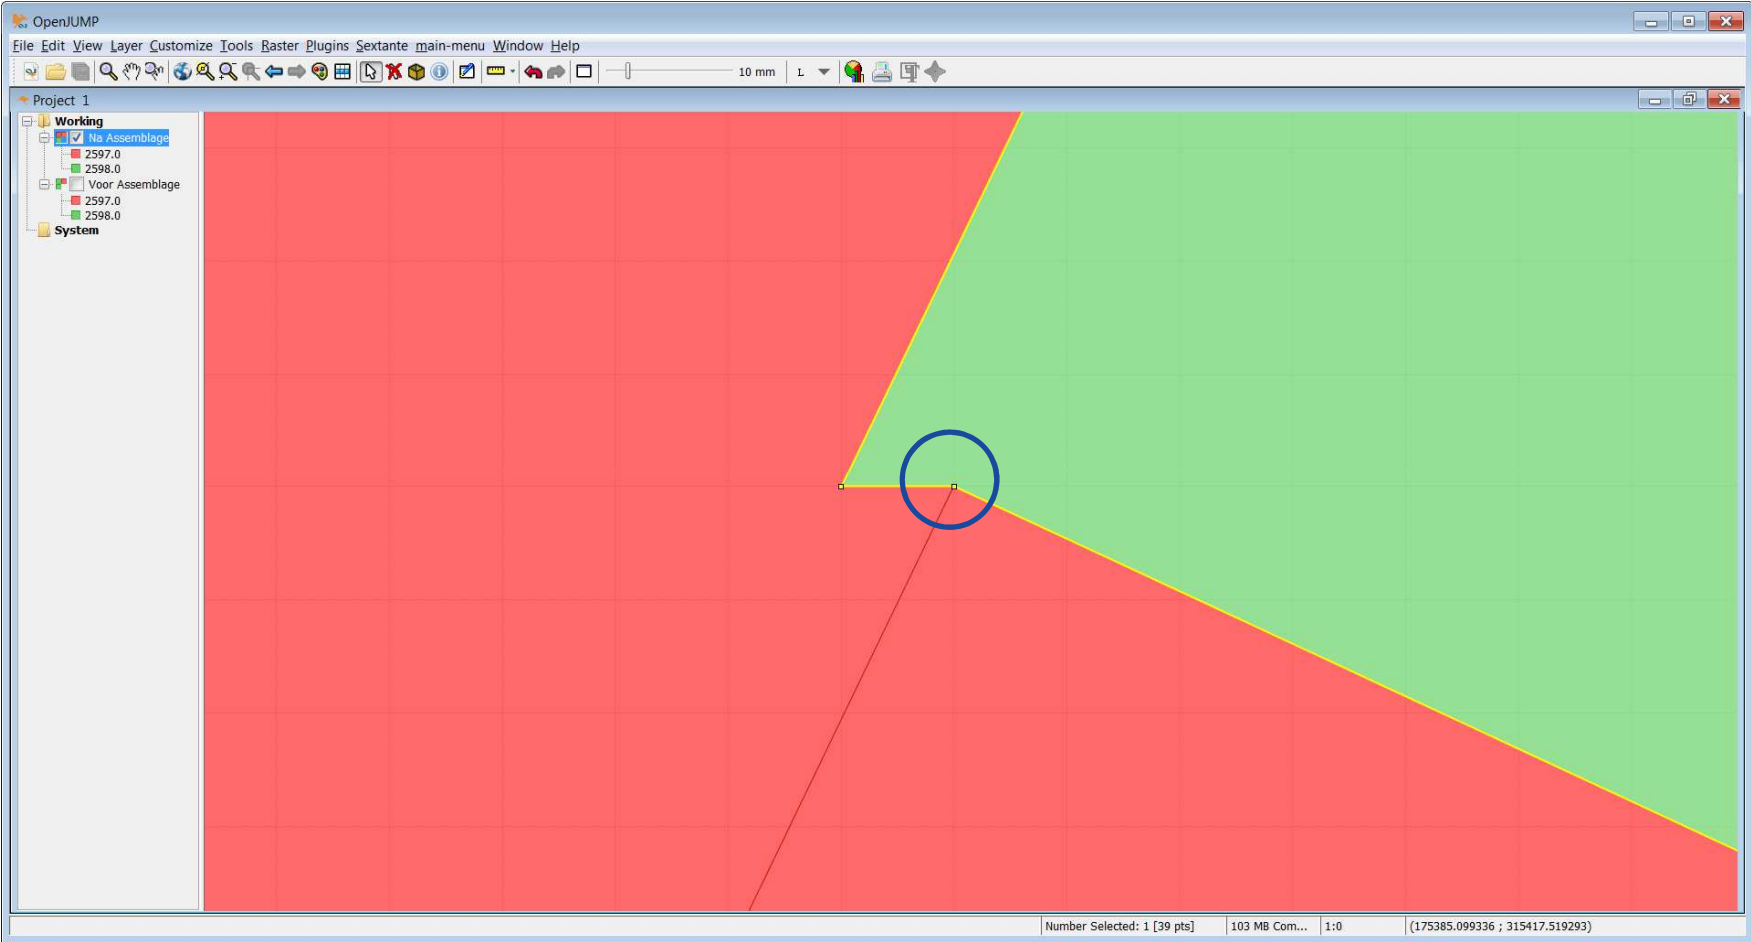 OpenJUMP
File Edit View Layer Customize Tools Raster Plugins Sextante main-menu Window Help
10 mm L
Project 1
Working
Na Assemblage
2597.0
2598.0
Voor Assemblage
2597.0
2598.0
System
Number Selected: 1 [39 pts] 103 MB Com... 1:0 (175385.099336 ; 315417.519293)